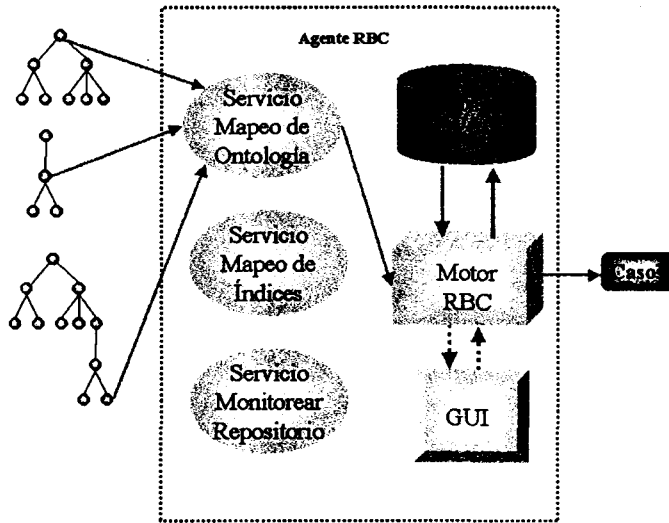 Agente RBC
Servicio
Mapeo de
Ontología
Servicio
Mapeo de
Índices
Servicio
Monitorear
Repositorio
Motor
RBC
GUI
Casos